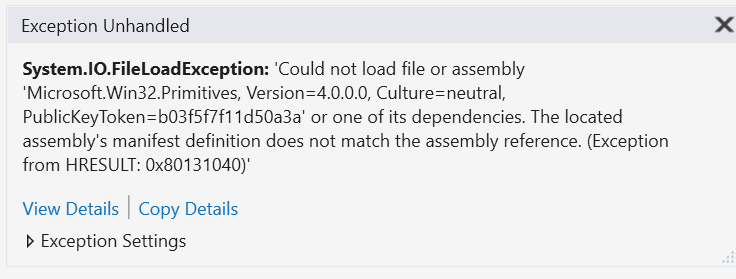 Exception Unhandled
System.IO.FileLoadException: 'Could not load file or assembly
'Microsoft.Win32.Primitives, Version=4.0.0.0, Culture=neutral,
PublicKeyToken=b03f5f7f11d50a3a' or one of its dependencies. The located
assembly's manifest definition does not match the assembly reference. (Exception
from HRESULT: 0x80131040)'
View Details | Copy Details
Exception Settings